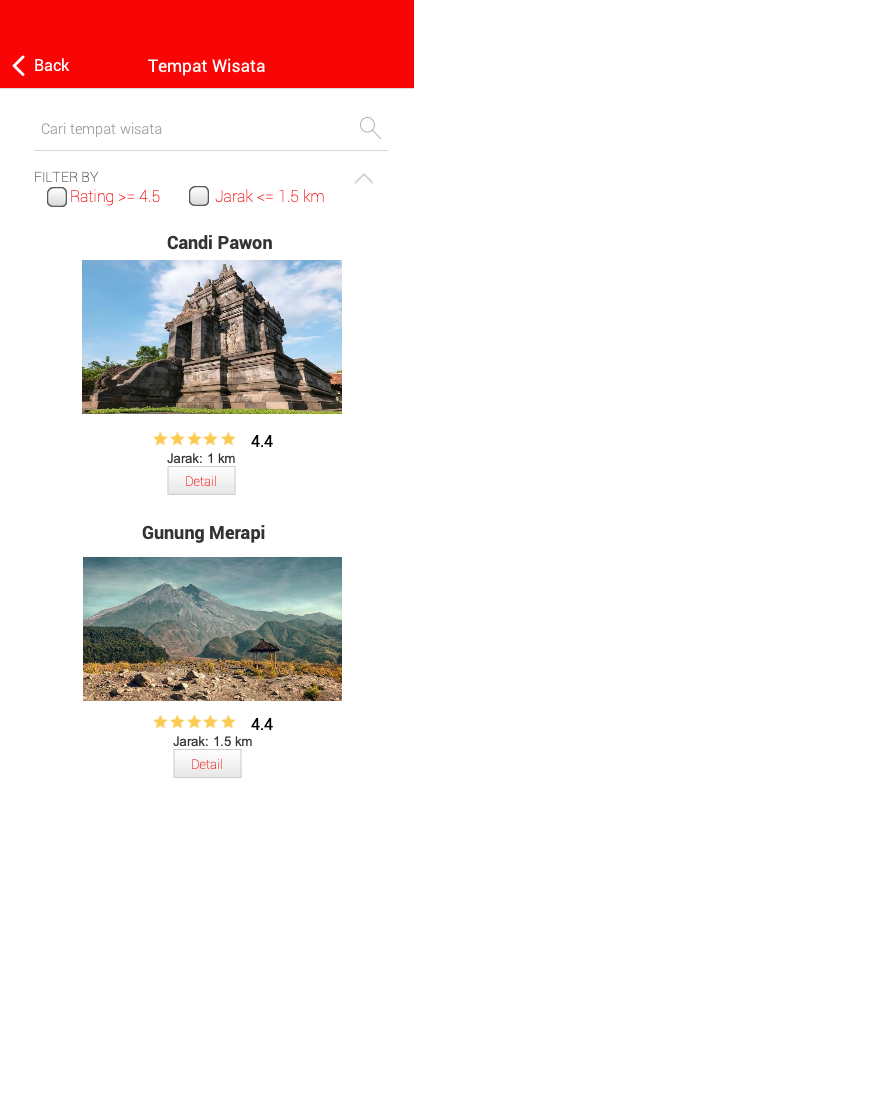 Back
Tempat Wisata
Cari tempat wisata
FILTER BY
Rating >= 4.5
Jarak <= 1.5 km
Candi Pawon
4.4
Jarak: 1 km
Detail
Gunung Merapi
4.4
Jarak: 1.5 km
Detail